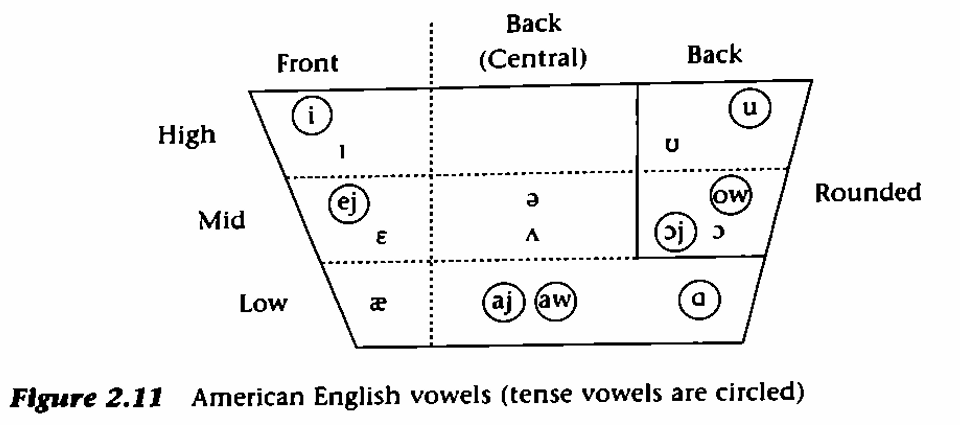 Back
Front (Central) Back
i u
High ɪ ʊ
ej ə ow Rounded
Mid ɛ ʌ ɔj ɔ
Low æ aj aw ɑ
Figure 2.11 American English vowels (tense vowels are circled)